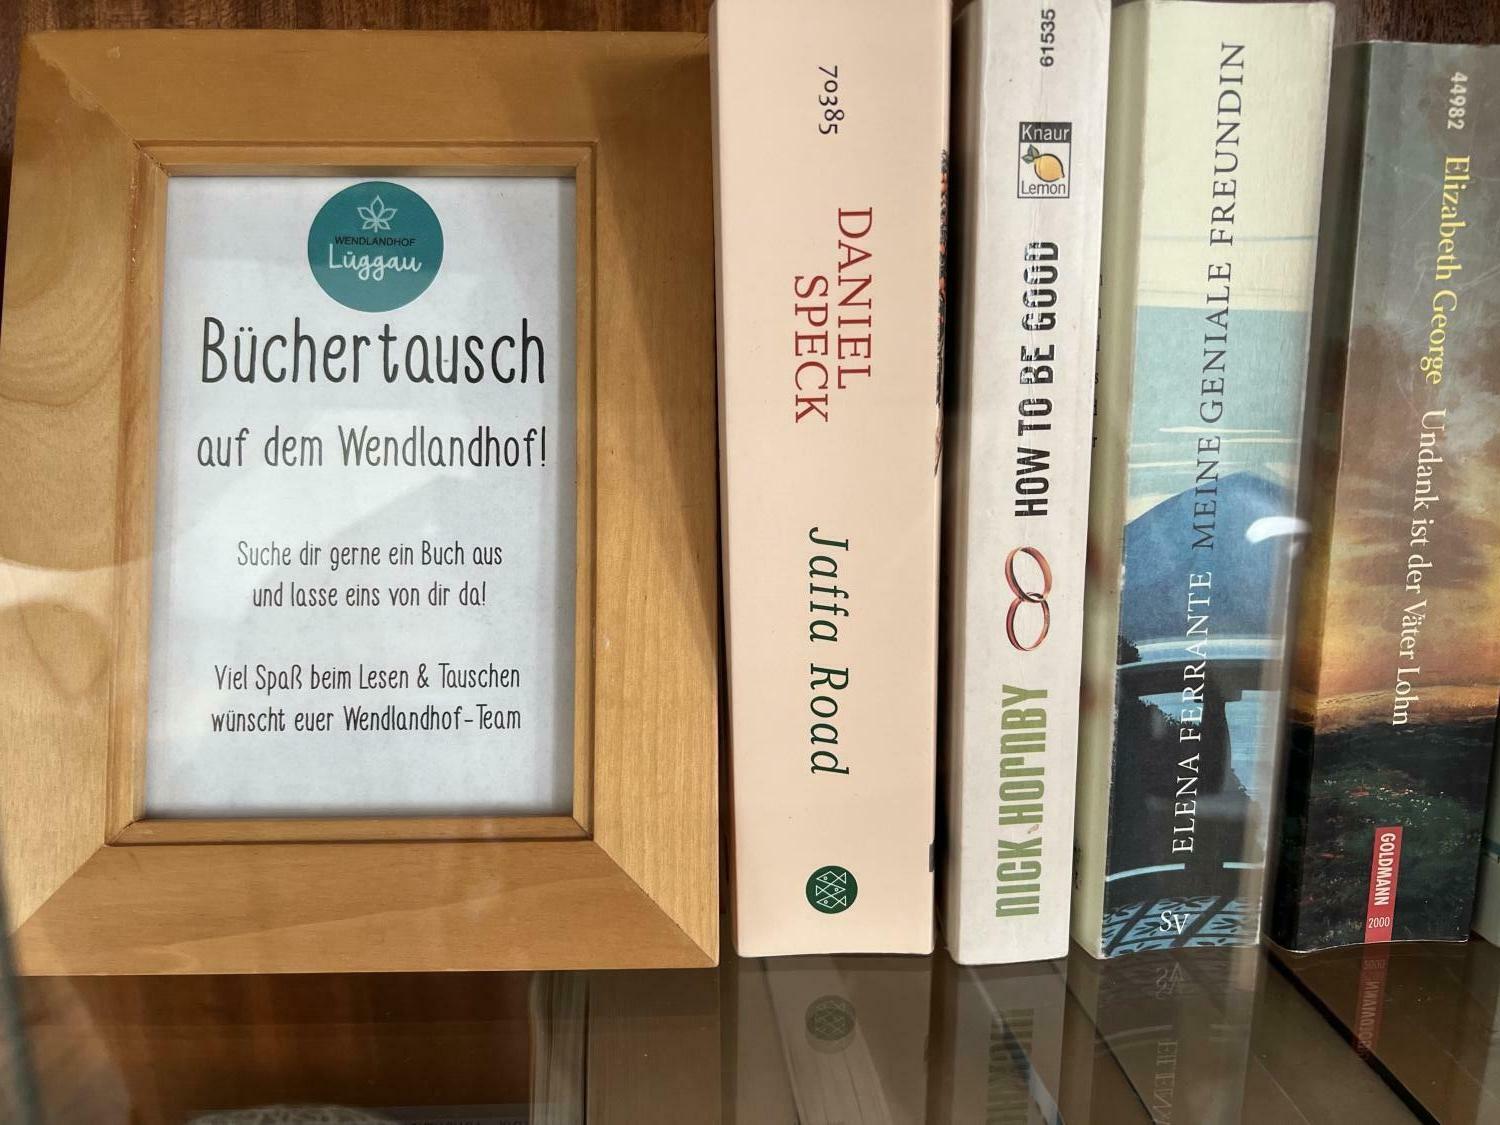 WENDLANDHOF
Lüggau
Büchertausch
auf dem Wendlandhof!
Suche dir gerne ein Buch aus
und lasse eins von dir da!
Viel Spaß beim Lesen & Tauschen
wünscht euer Wendlandhof-Team
70385
DANIEL
SPECK
Jaffa Road
61535
Knaur
Lemon
HOW TO BE GOOD
NICK HORNBY
ELENA FERRANTE MEINE GENIALE FREUNDIN
SV
44982
Elizabeth George Undank ist der Väter Lohn
GOLDMANN
2000